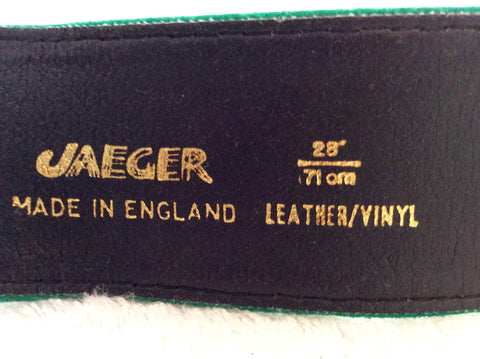 JAEGER
MADE IN ENGLAND
28"
71 cm
LEATHER/VINYL